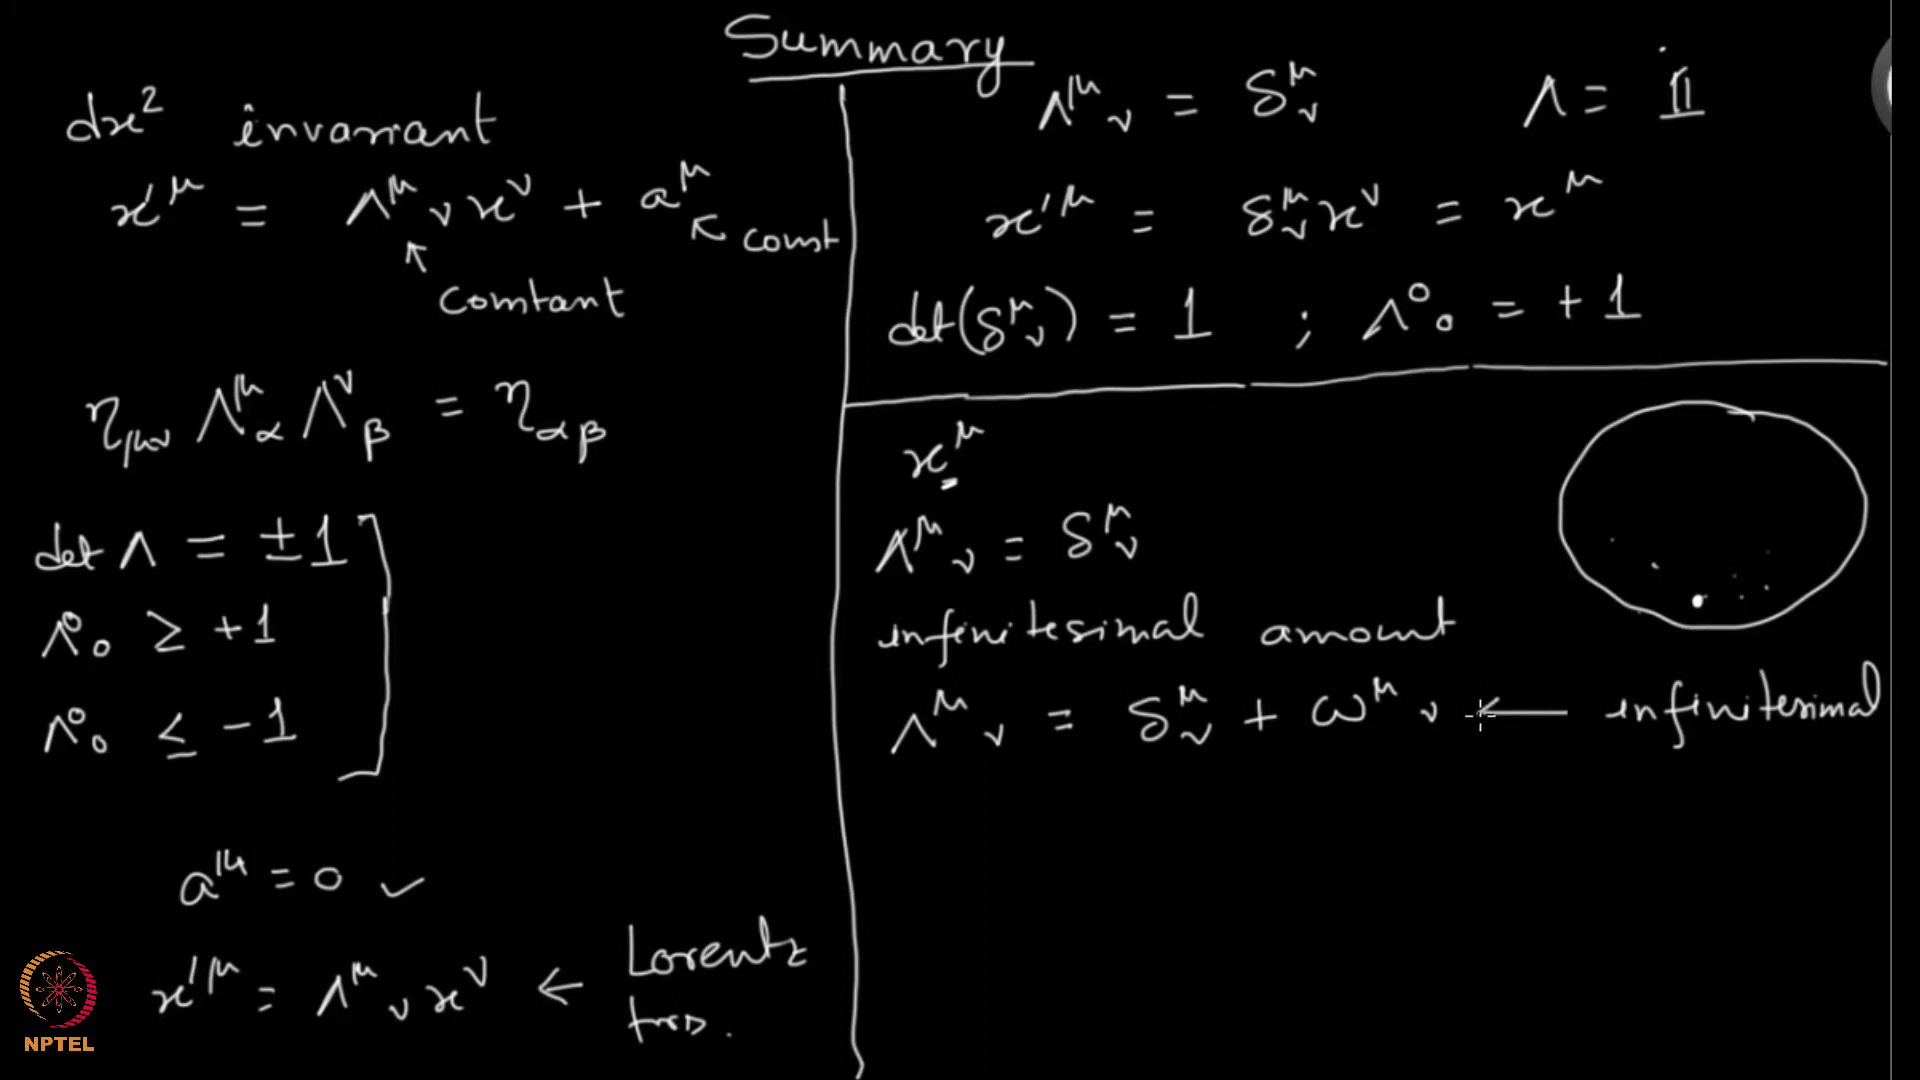 Summary
dx² invariant
x'^μ = Λ^μ_ν x^ν + a^μ ↖ const
↑ constant
η_μν Λ^μ_α Λ^ν_β = η_αβ
det Λ = ±1
Λ^0_0 ≥ +1
Λ^0_0 ≤ -1
a^μ = 0 ✓
x'^μ = Λ^μ_ν x^ν ← Lorentz
trsn.
Λ^μ_ν = δ^μ_ν Λ = 𝟙
x'^μ = δ^μ_ν x^ν = x^μ
det(δ^μ_ν) = 1 ; Λ^0_0 = +1
x^μ
Λ^μ_ν = δ^μ_ν
infinitesimal amount
Λ^μ_ν = δ^μ_ν + ω^μ_ν ← infinitesimal
NPTEL